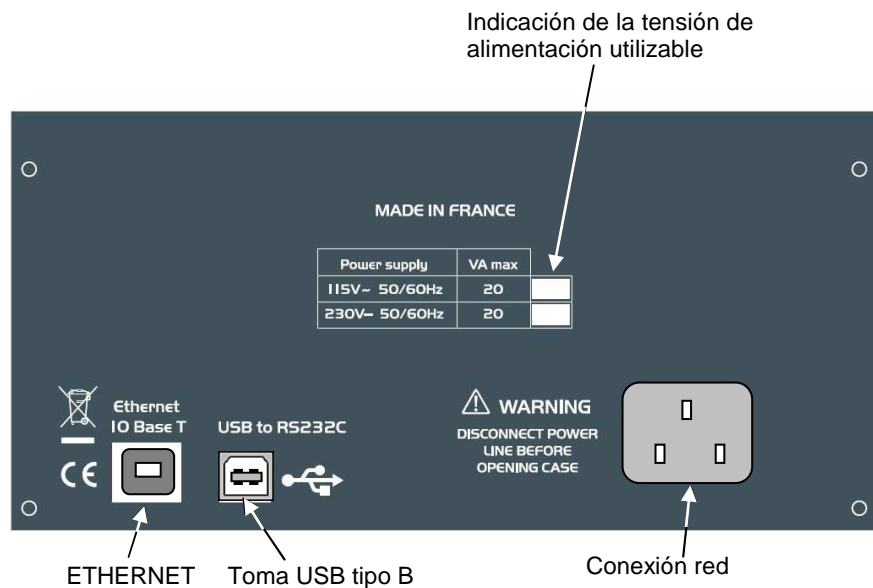 Indicación de la tensión de
alimentación utilizable
MADE IN FRANCE
Power supply VA max
115V~ 50/60Hz 20
230V~ 50/60Hz 20
Ethernet
10 Base T
USB to RS232C
WARNING
DISCONNECT POWER
LINE BEFORE
OPENING CASE
CE
ETHERNET
Toma USB tipo B
Conexión red